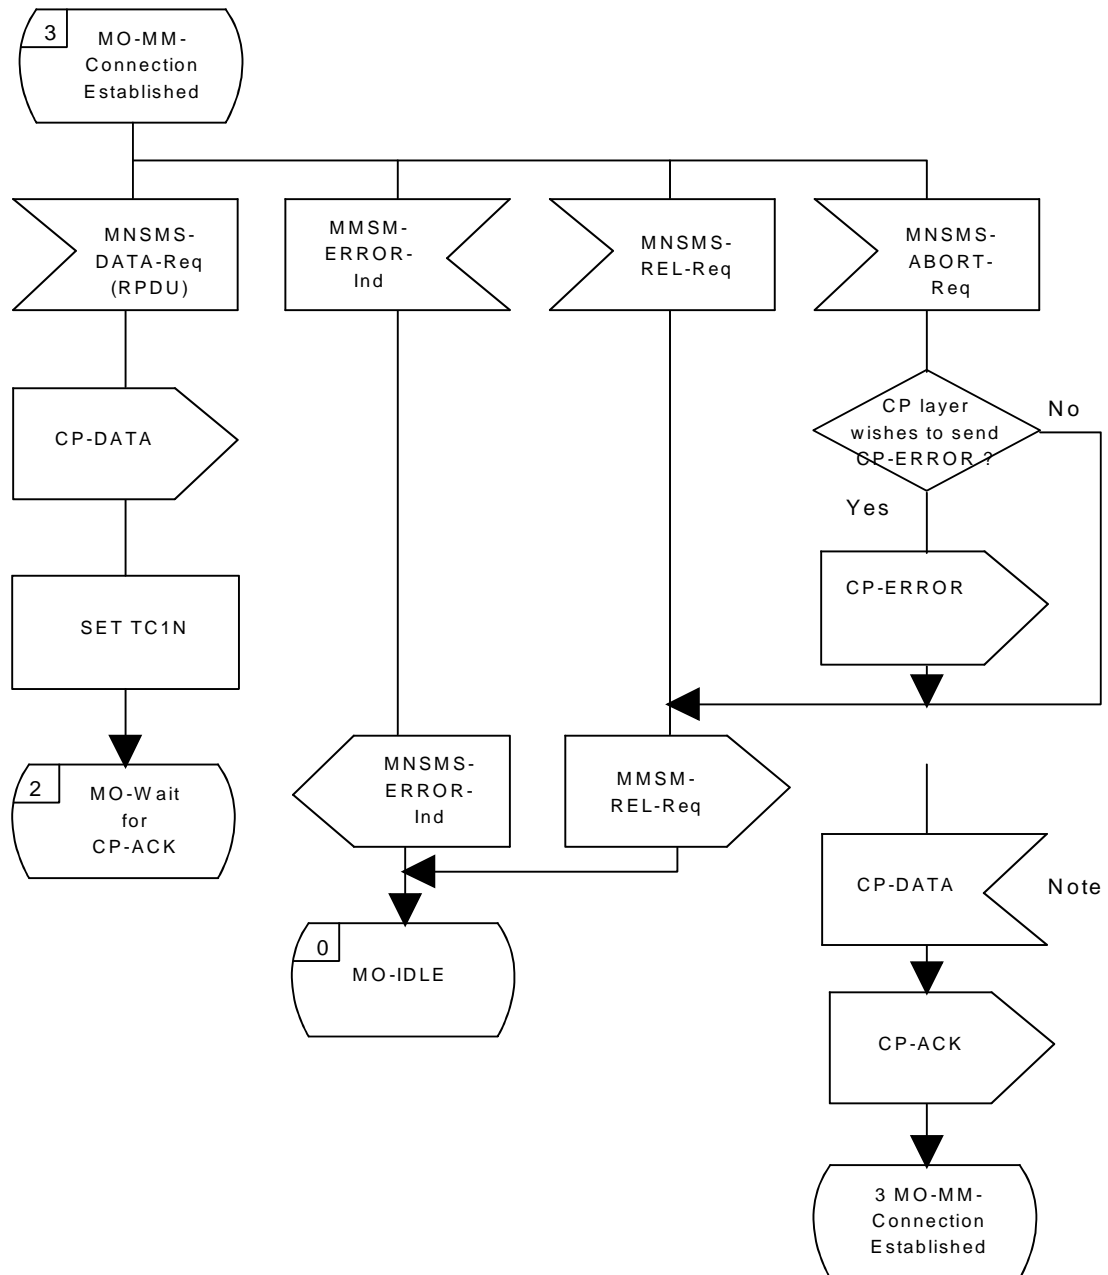 3
MO-MM-
Connection
Established
MNSMS-
DATA-Req
(RPDU)
MMSM-
ERROR-
Ind
MNSMS-
REL-Req
MNSMS-
ABORT-
Req
CP-DATA
CP layer
wishes to send
CP-ERROR ?
No
Yes
CP-ERROR
SET TC1N
2
MO-Wait
for
CP-ACK
MNSMS-
ERROR-
Ind
MMSM-
REL-Req
CP-DATA
Note
0
MO-IDLE
CP-ACK
3 MO-MM-
Connection
Established